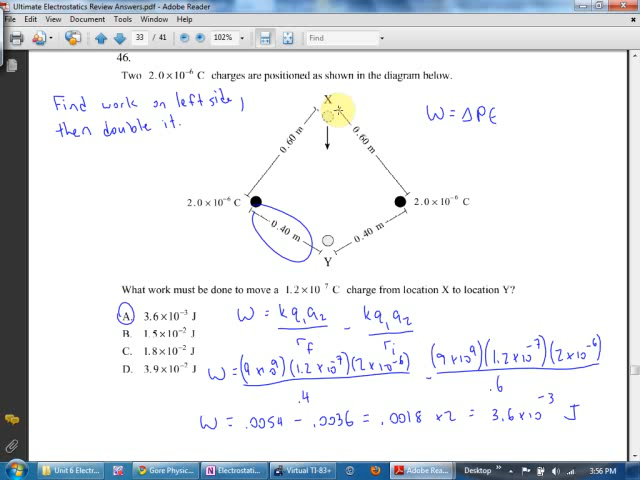 Ultimate Electrostatics Review Answers.pdf - Adobe Reader
File Edit View Document Tools Window Help
33 / 41 102% Find
46.
Two 2.0×10⁻⁶ C charges are positioned as shown in the diagram below.
Find work on left side,
then double it.
W = ΔPE
X
0.60 m 0.60 m
2.0×10⁻⁶ C 2.0×10⁻⁶ C
0.40 m 0.40 m
Y
What work must be done to move a 1.2×10⁻⁷ C charge from location X to location Y?
A. 3.6×10⁻³ J
B. 1.5×10⁻² J
C. 1.8×10⁻² J
D. 3.9×10⁻² J
W = kq₁q₂/r_f - kq₁q₂/r_i
W = (9×10⁹)(1.2×10⁻⁷)(2×10⁻⁶)/.4 - (9×10⁹)(1.2×10⁻⁷)(2×10⁻⁶)/.6
W = .0054 - .0036 = .0018 ×2 = 3.6×10⁻³ J
Unit 6 Electr... Gore Physic... Electrostati... Virtual TI-83+ Adobe Rea... Desktop 3:56 PM